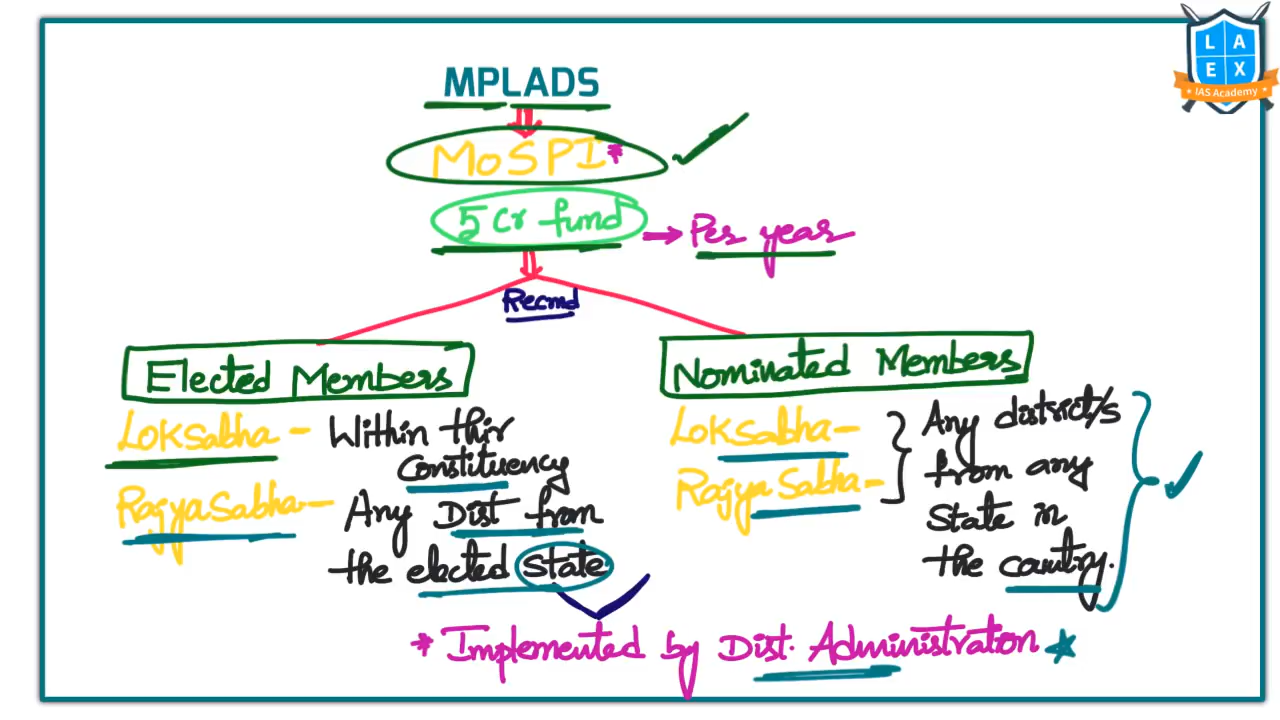 L A
E X
IAS Academy
MPLADS
MoSPI*
5 Cr fund → Per year
Recmd
Elected Members
Loksabha - Within thir
Constituency
RajyaSabha - Any Dist from
the elected state
Nominated Members
Loksabha -
Rajya Sabha -
Any district/s
from any
State in
the country.
* Implemented by Dist. Administration ★